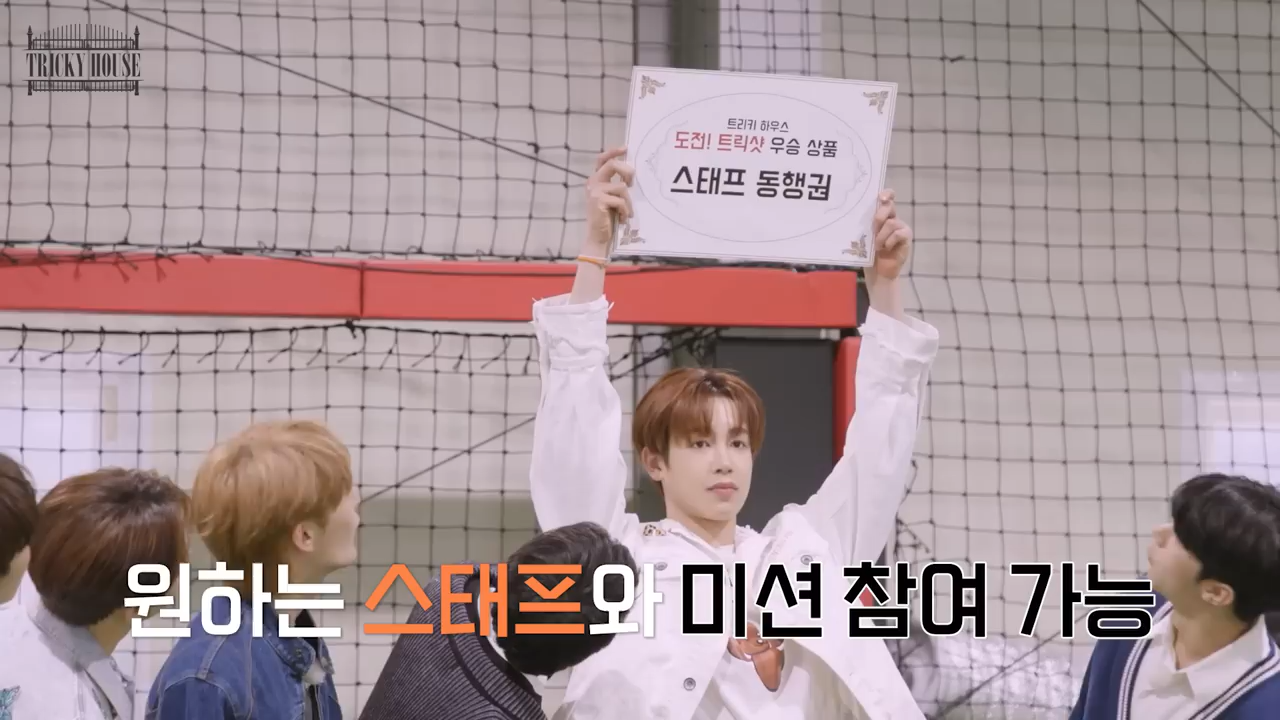 TRICKY HOUSE
트리키 하우스
도전! 트릭샷 우승 상품
스태프 동행권
원하는 스태프와 미션 참여 가능